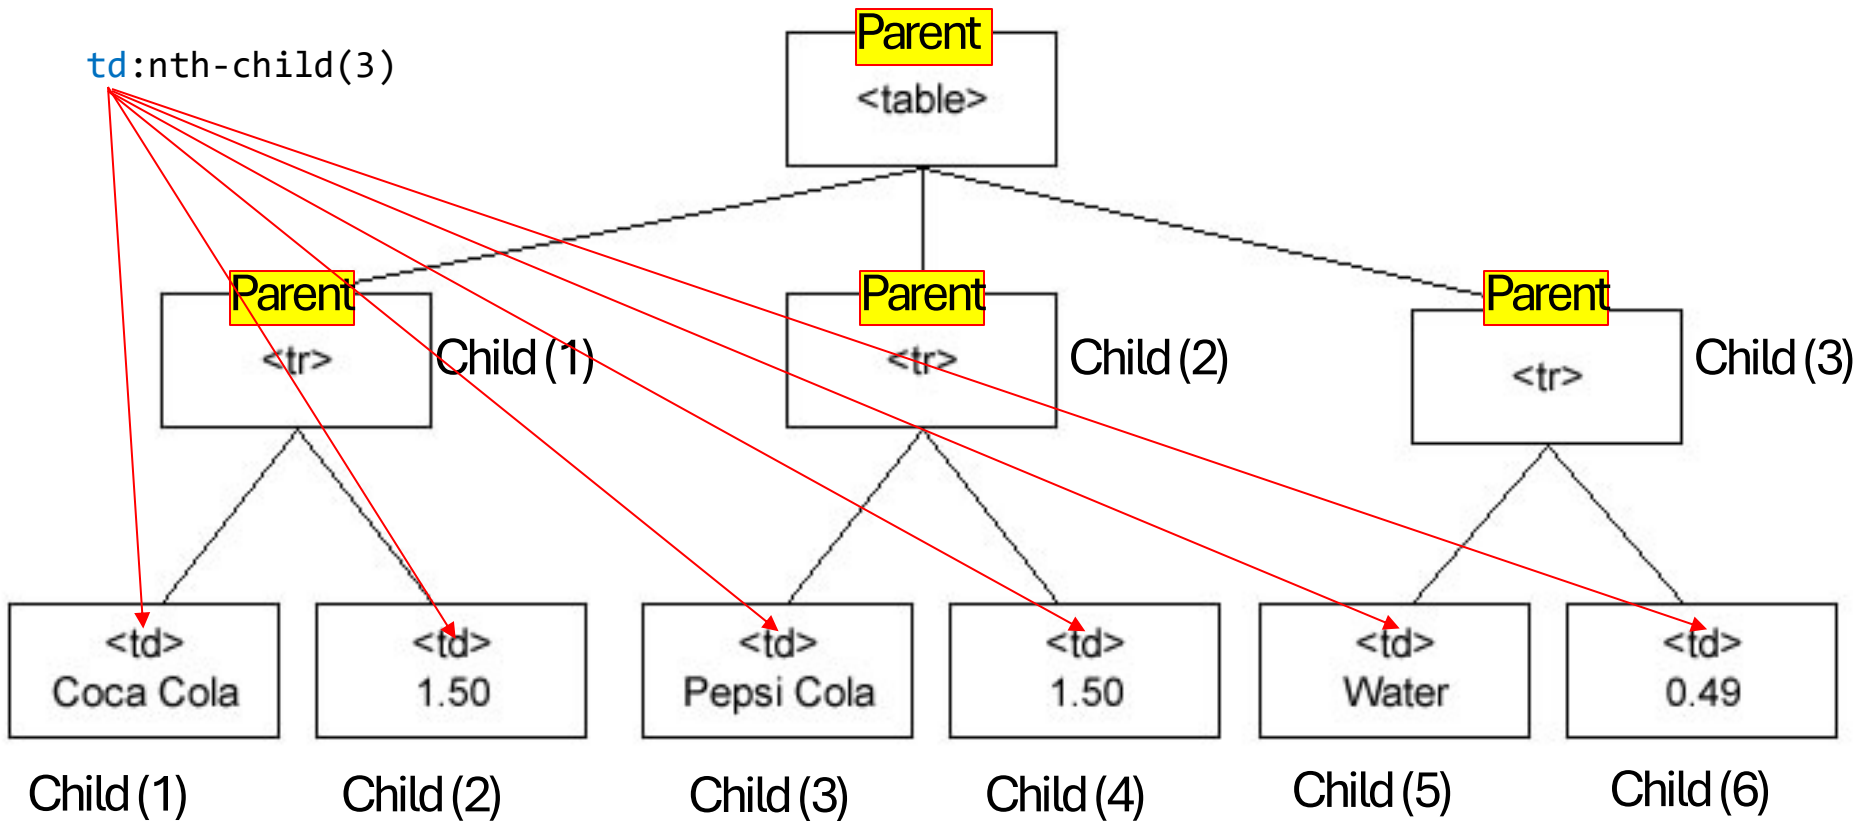 Parent
td:nth-child(3)
<table>
Parent
Parent
Parent
<tr>
Child (1)
<tr>
Child (2)
<tr>
Child (3)
<td>
Coca Cola
<td>
1.50
<td>
Pepsi Cola
<td>
1.50
<td>
Water
<td>
0.49
Child (1)
Child (2)
Child (3)
Child (4)
Child (5)
Child (6)